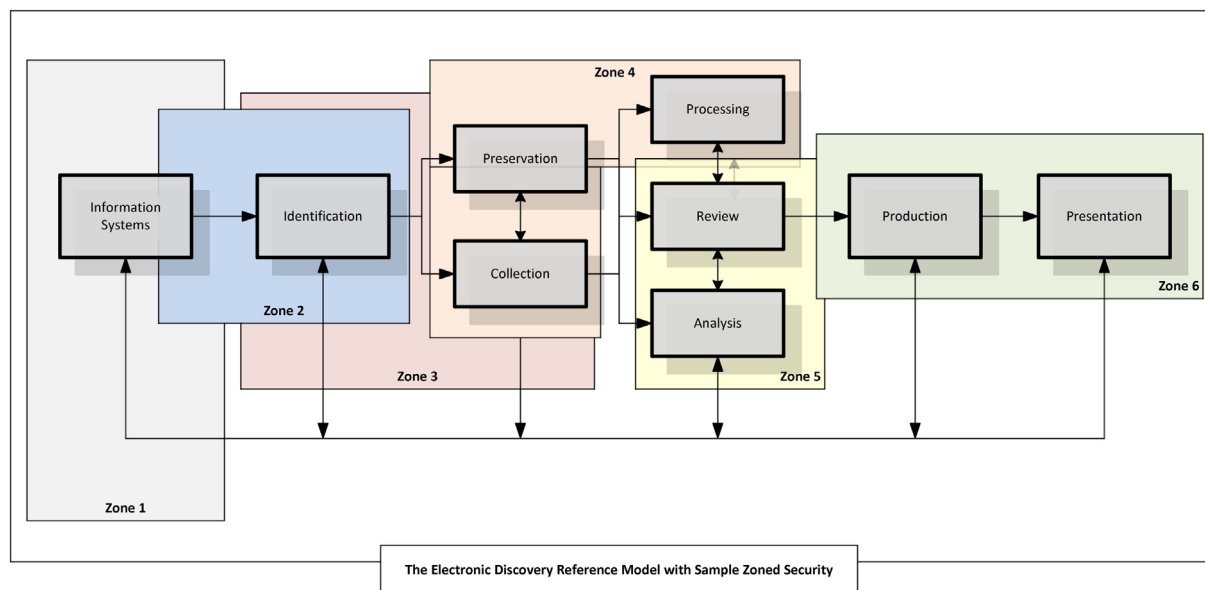 Zone 4
Processing
Preservation
Information
Systems
Identification
Review
Production
Presentation
Collection
Zone 2
Analysis
Zone 6
Zone 3
Zone 5
Zone 1
The Electronic Discovery Reference Model with Sample Zoned Security